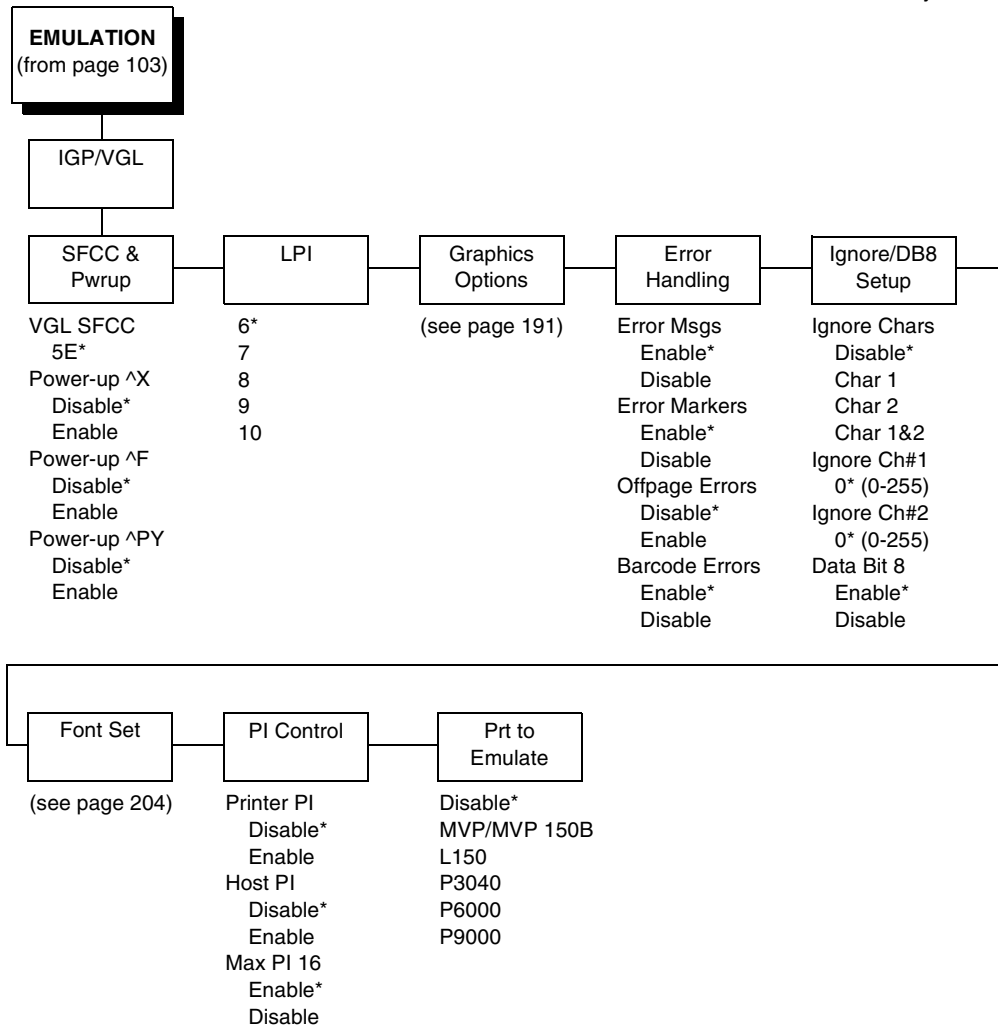 EMULATION
(from page 103)
IGP/VGL
SFCC &
Pwrup
LPI
Graphics
Options
Error
Handling
Ignore/DB8
Setup
VGL SFCC
5E*
Power-up ^X
Disable*
Enable
Power-up ^F
Disable*
Enable
Power-up ^PY
Disable*
Enable
6*
7
8
9
10
(see page 191)
Error Msgs
Enable*
Disable
Error Markers
Enable*
Disable
Offpage Errors
Disable*
Enable
Barcode Errors
Enable*
Disable
Ignore Chars
Disable*
Char 1
Char 2
Char 1&2
Ignore Ch#1
0* (0-255)
Ignore Ch#2
0* (0-255)
Data Bit 8
Enable*
Disable
Font Set
PI Control
Prt to
Emulate
(see page 204)
Printer PI
Disable*
Enable
Host PI
Disable*
Enable
Max PI 16
Enable*
Disable
Disable*
MVP/MVP 150B
L150
P3040
P6000
P9000